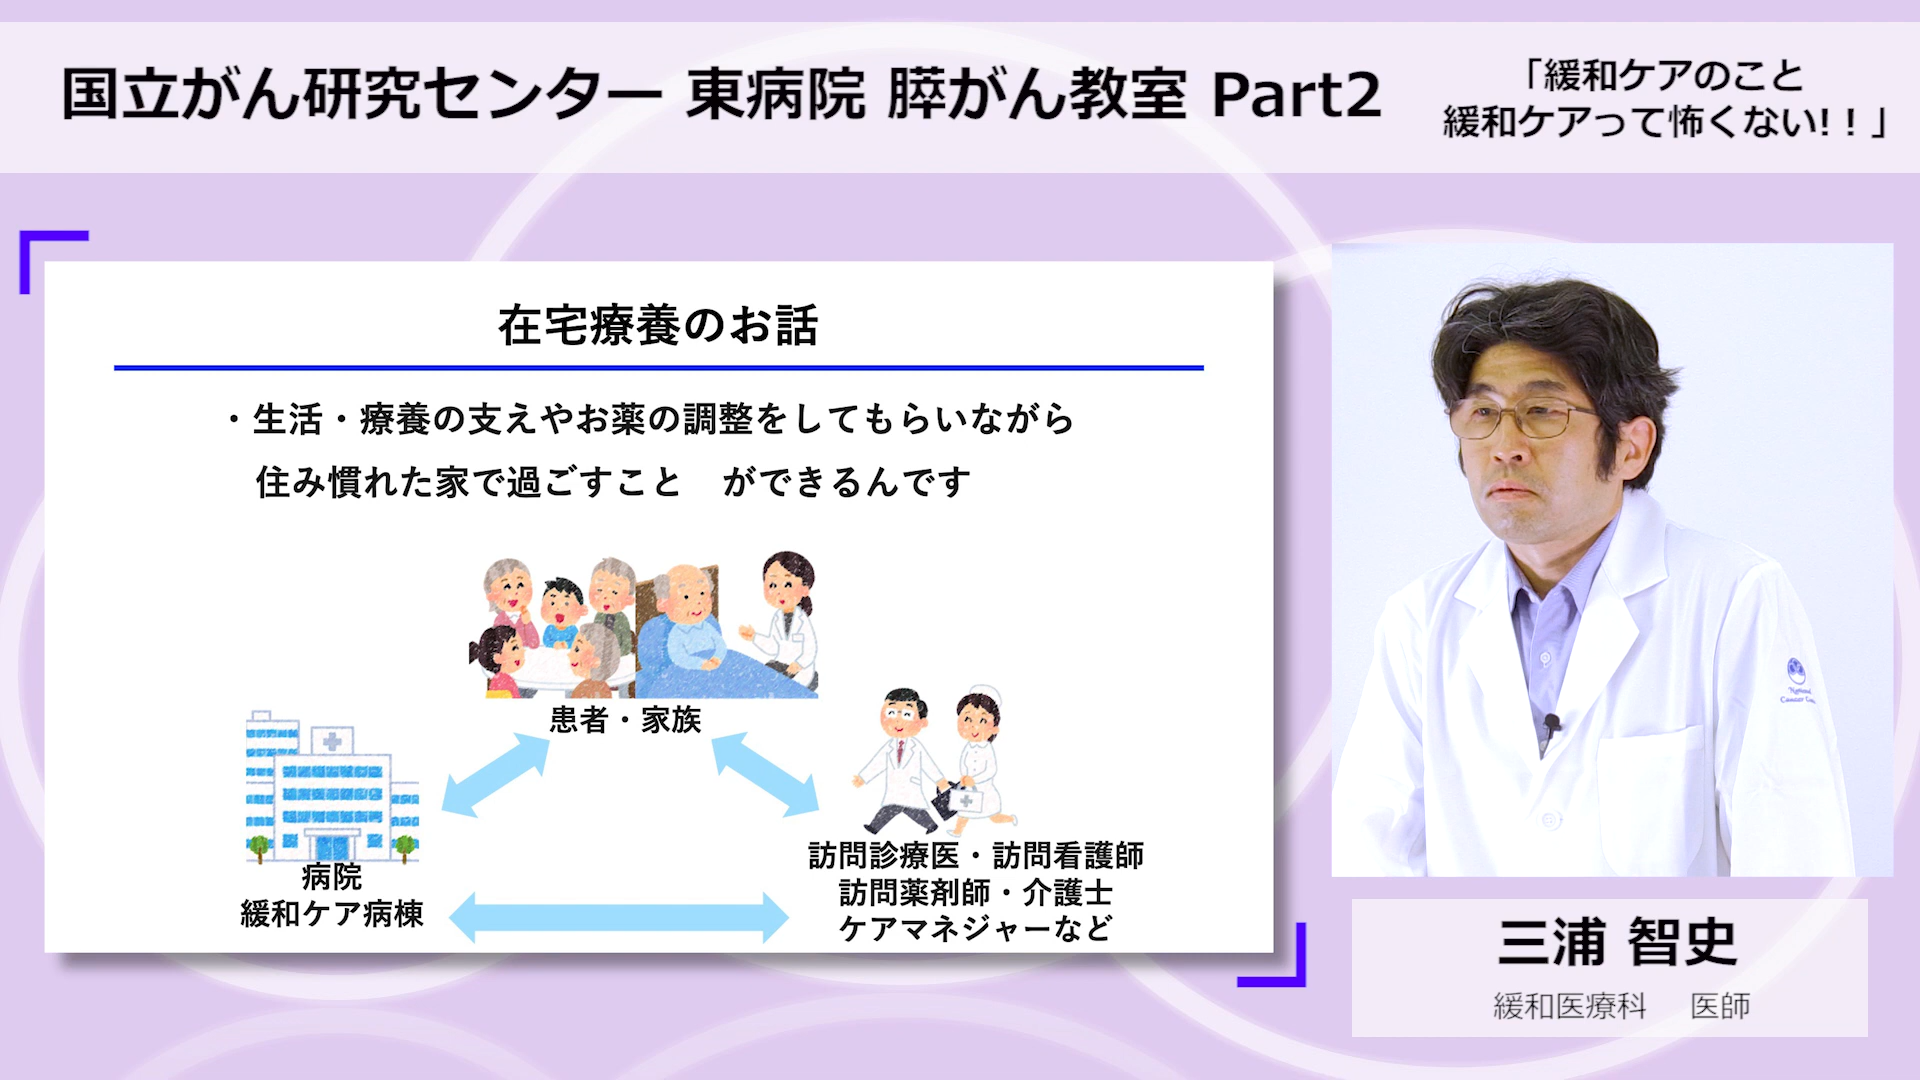 国立がん研究センター 東病院 膵がん教室 Part2
「緩和ケアのこと
緩和ケアって怖くない!！」
在宅療養のお話
・生活・療養の支えやお薬の調整をしてもらいながら
住み慣れた家で過ごすこと　ができるんです
患者・家族
病院
緩和ケア病棟
訪問診療医・訪問看護師
訪問薬剤師・介護士
ケアマネジャーなど
三浦 智史
緩和医療科　医師